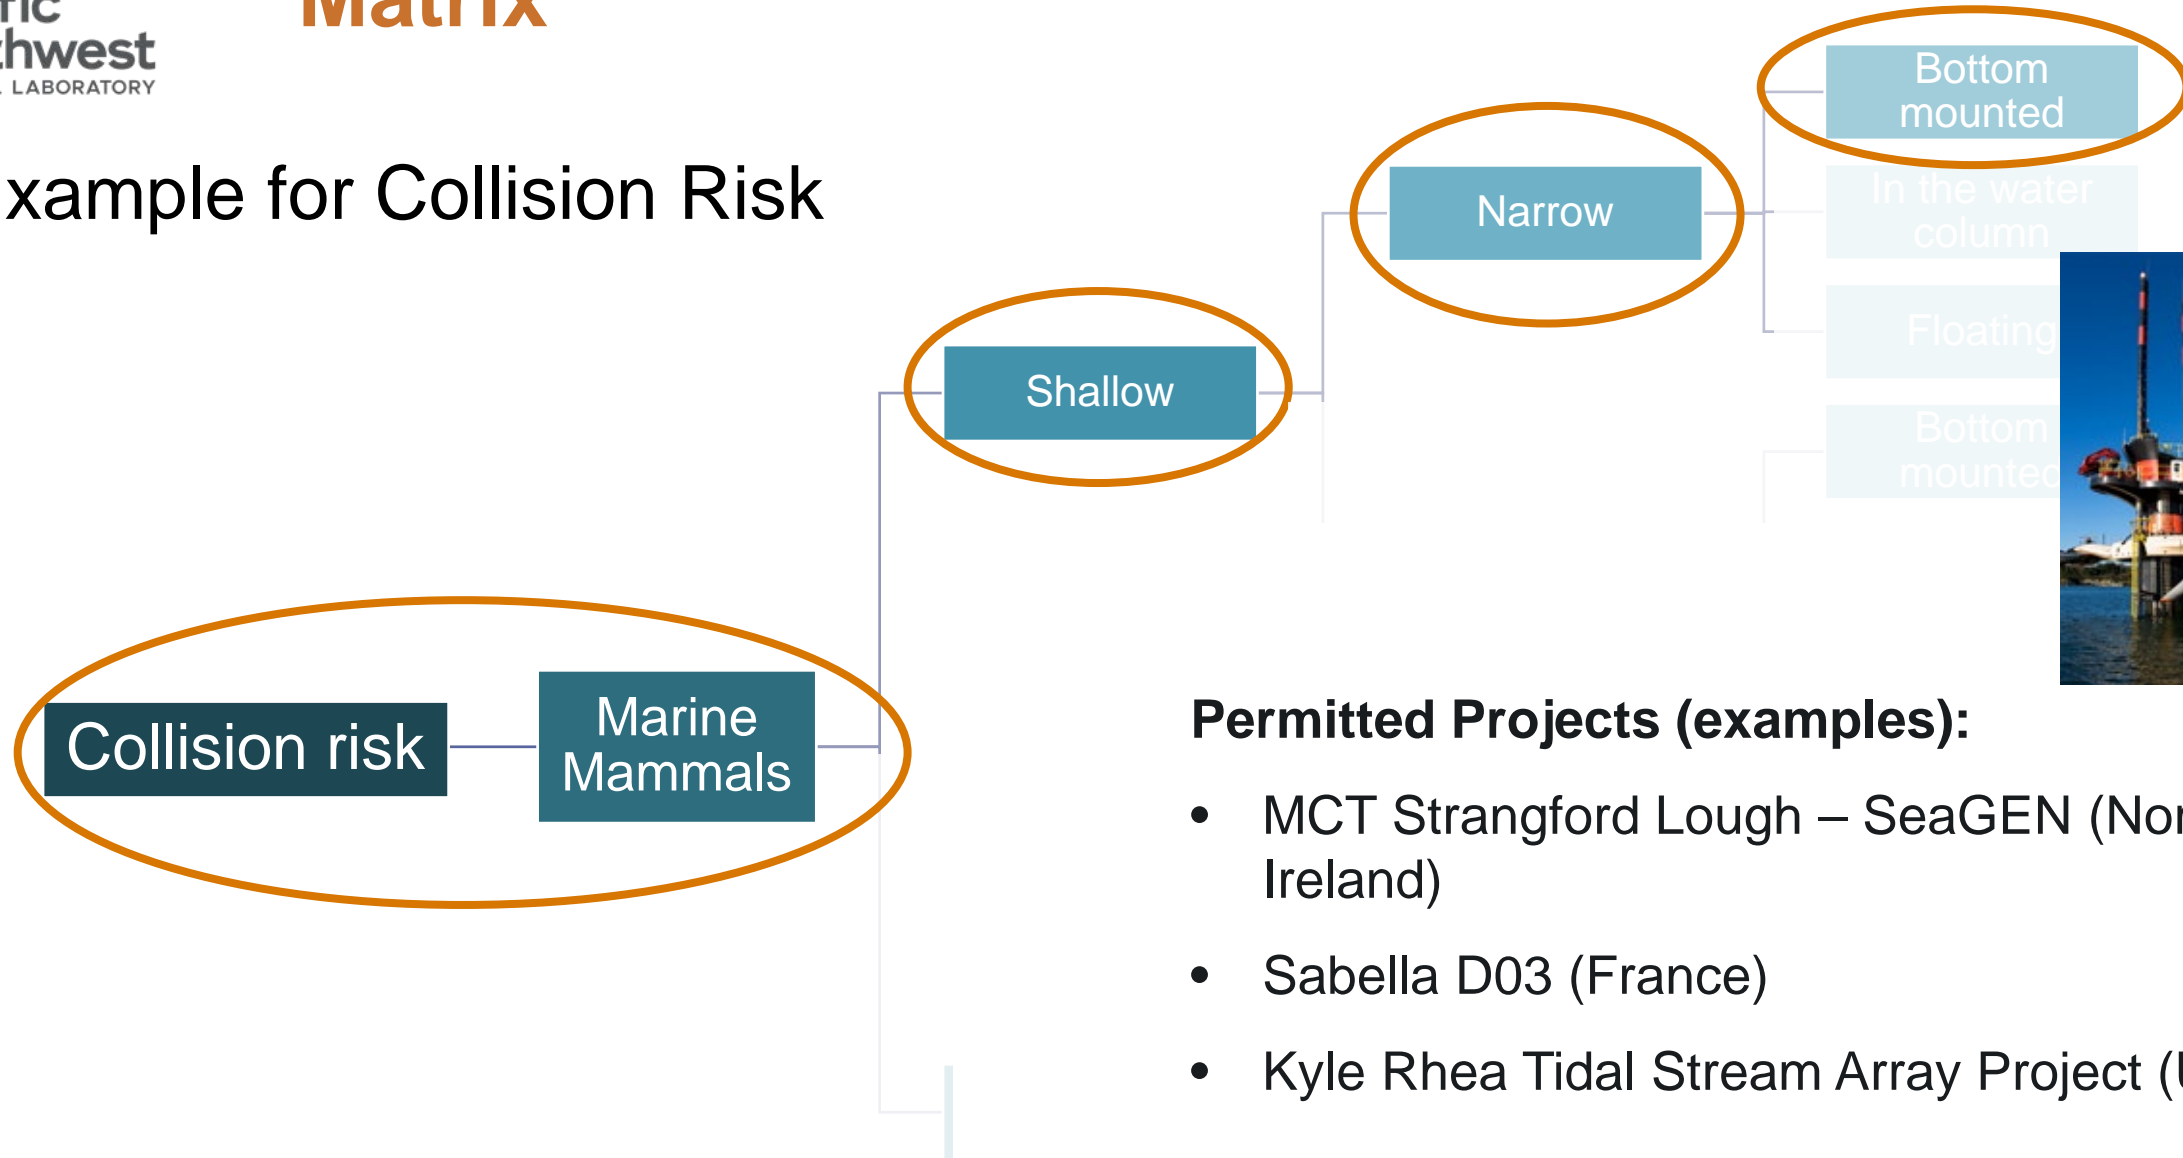 Matrix
LABORATORY
xample for Collision Risk
Bottom
mounted
In the water
column
Narrow
Floating
Shallow
Bottom
mounted
Collision risk
Marine
Mammals
Permitted Projects (examples):
• MCT Strangford Lough – SeaGEN (Nor
Ireland)
• Sabella D03 (France)
• Kyle Rhea Tidal Stream Array Project (